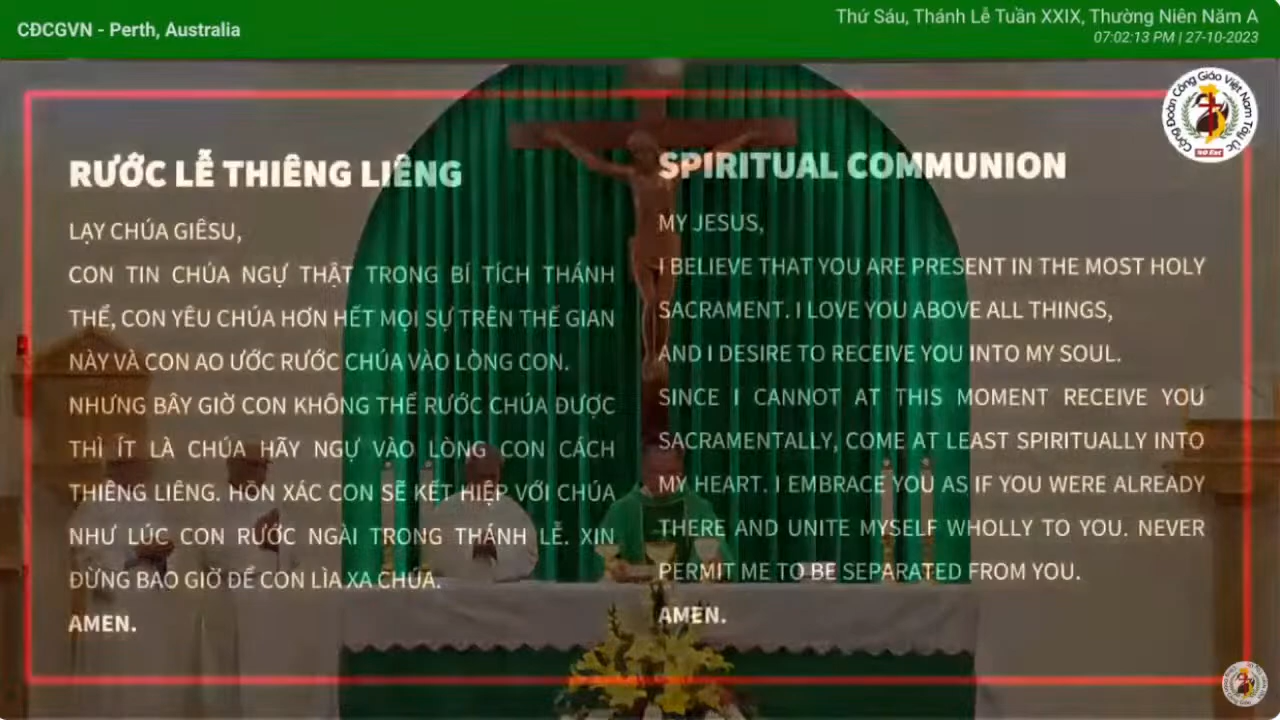 CĐCGVN - Perth, Australia
Thứ Sáu, Thánh Lễ Tuần XXIX, Thường Niên Năm A
07:02:13 PM | 27-10-2023
Cộng Đoàn Công Giáo Việt Nam Tây Úc
RƯỚC LỄ THIÊNG LIÊNG
LẠY CHÚA GIÊSU,
CON TIN CHÚA NGỰ THẬT TRONG BÍ TÍCH THÁNH
THỂ, CON YÊU CHÚA HƠN HẾT MỌI SỰ TRÊN THẾ GIAN
NÀY VÀ CON AO ƯỚC RƯỚC CHÚA VÀO LÒNG CON.
NHƯNG BÂY GIỜ CON KHÔNG THỂ RƯỚC CHÚA ĐƯỢC
THÌ ÍT LÀ CHÚA HÃY NGỰ VÀO LÒNG CON CÁCH
THIÊNG LIÊNG. HỒN XÁC CON SẼ KẾT HIỆP VỚI CHÚA
NHƯ LÚC CON RƯỚC NGÀI TRONG THÁNH LỄ. XIN
ĐỪNG BAO GIỜ ĐỂ CON LÌA XA CHÚA.
AMEN.
SPIRITUAL COMMUNION
MY JESUS,
I BELIEVE THAT YOU ARE PRESENT IN THE MOST HOLY
SACRAMENT. I LOVE YOU ABOVE ALL THINGS,
AND I DESIRE TO RECEIVE YOU INTO MY SOUL.
SINCE I CANNOT AT THIS MOMENT RECEIVE YOU
SACRAMENTALLY, COME AT LEAST SPIRITUALLY INTO
MY HEART. I EMBRACE YOU AS IF YOU WERE ALREADY
THERE AND UNITE MYSELF WHOLLY TO YOU. NEVER
PERMIT ME TO BE SEPARATED FROM YOU.
AMEN.